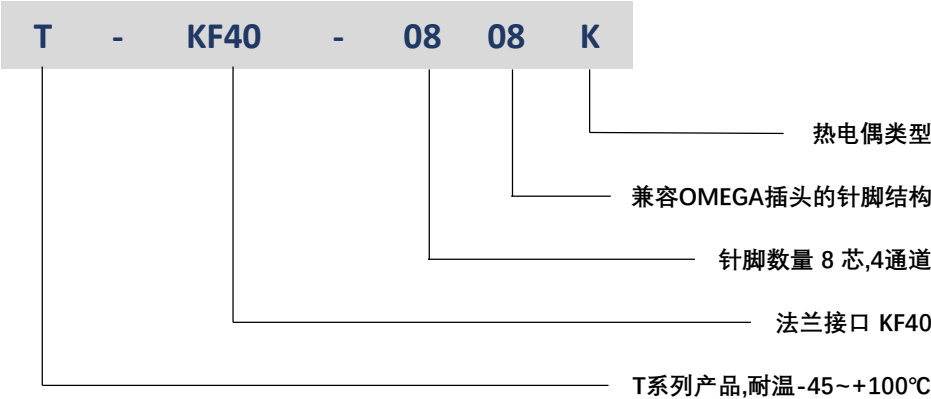 T - KF40 - 08 08 K
热电偶类型
兼容OMEGA插头的针脚结构
针脚数量 8 芯,4通道
法兰接口 KF40
T系列产品,耐温-45~+100℃